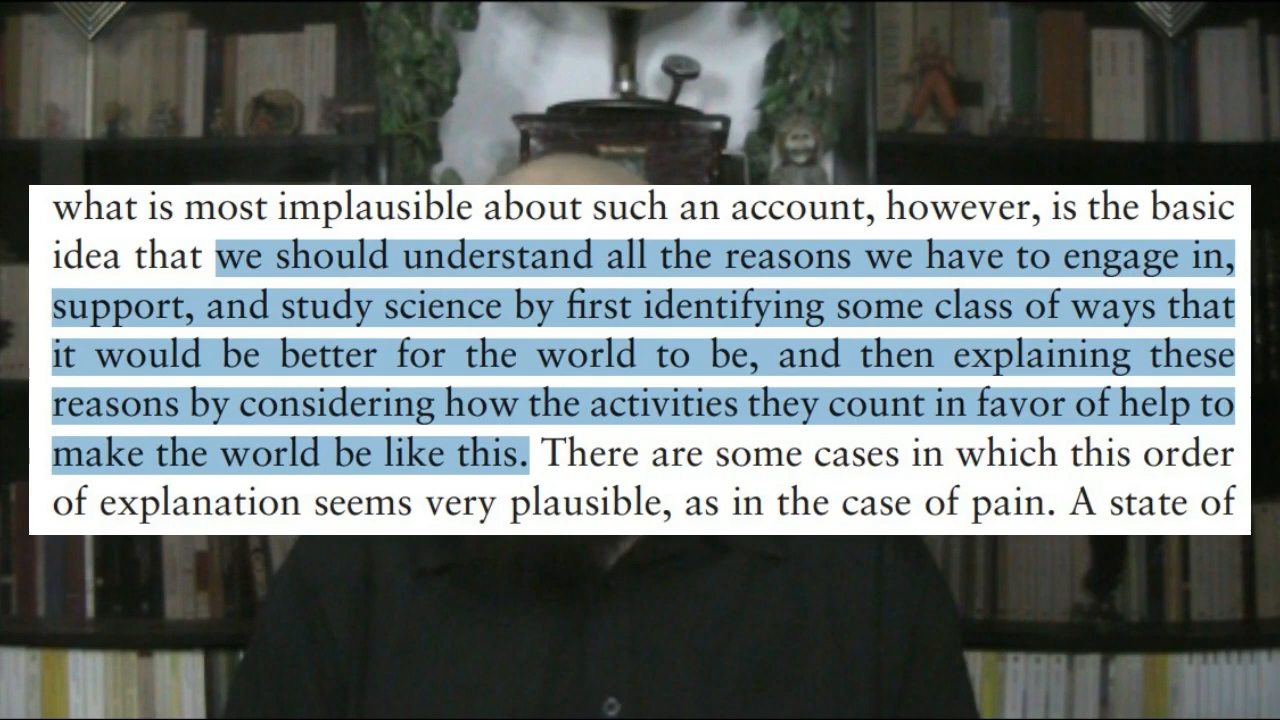 what is most implausible about such an account, however, is the basic
idea that we should understand all the reasons we have to engage in,
support, and study science by first identifying some class of ways that
it would be better for the world to be, and then explaining these
reasons by considering how the activities they count in favor of help to
make the world be like this. There are some cases in which this order
of explanation seems very plausible, as in the case of pain. A state of